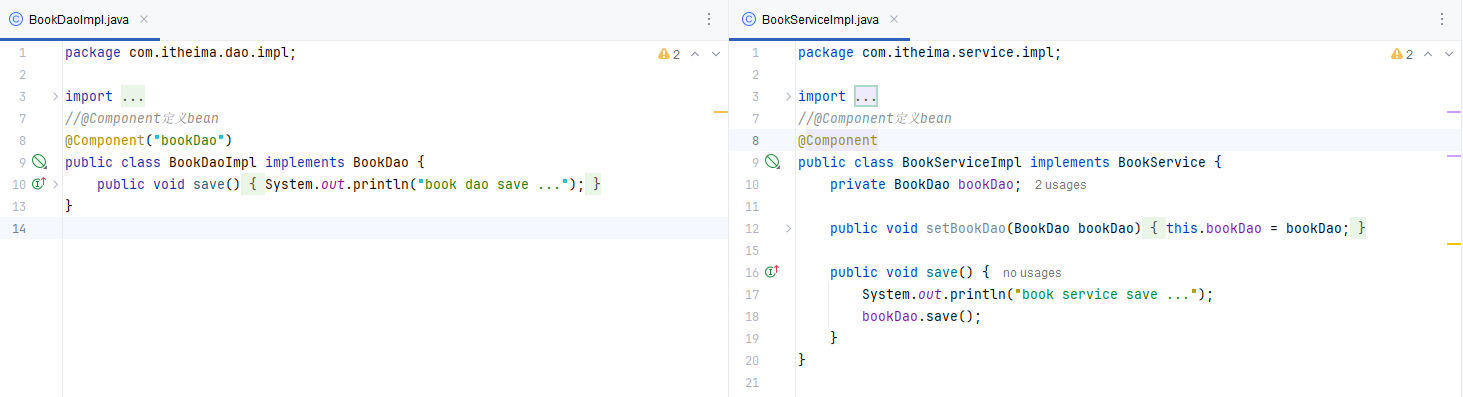 BookDaoImpl.java
2
1 package com.itheima.dao.impl;
2
3 import ...
7 //@Component定义bean
8 @Component("bookDao")
9 public class BookDaoImpl implements BookDao {
10 public void save() { System.out.println("book dao save ..."); }
13 }
14
BookServiceImpl.java
2
1 package com.itheima.service.impl;
2
3 import ...
7 //@Component定义bean
8 @Component
9 public class BookServiceImpl implements BookService {
10 private BookDao bookDao; 2 usages
11
12 public void setBookDao(BookDao bookDao) { this.bookDao = bookDao; }
15
16 public void save() { no usages
17 System.out.println("book service save ...");
18 bookDao.save();
19 }
20 }
21